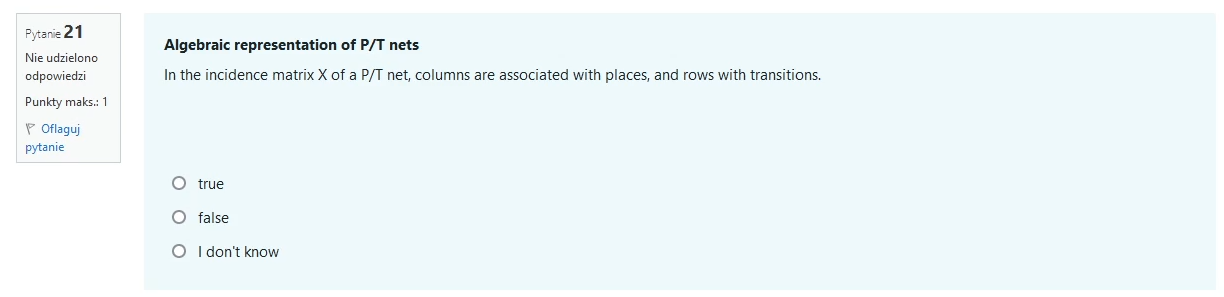 Pytanie 21
Nie udzielono
odpowiedzi
Punkty maks.: 1
Oflaguj
pytanie
Algebraic representation of P/T nets
In the incidence matrix X of a P/T net, columns are associated with places, and rows with transitions.
true
false
I don't know